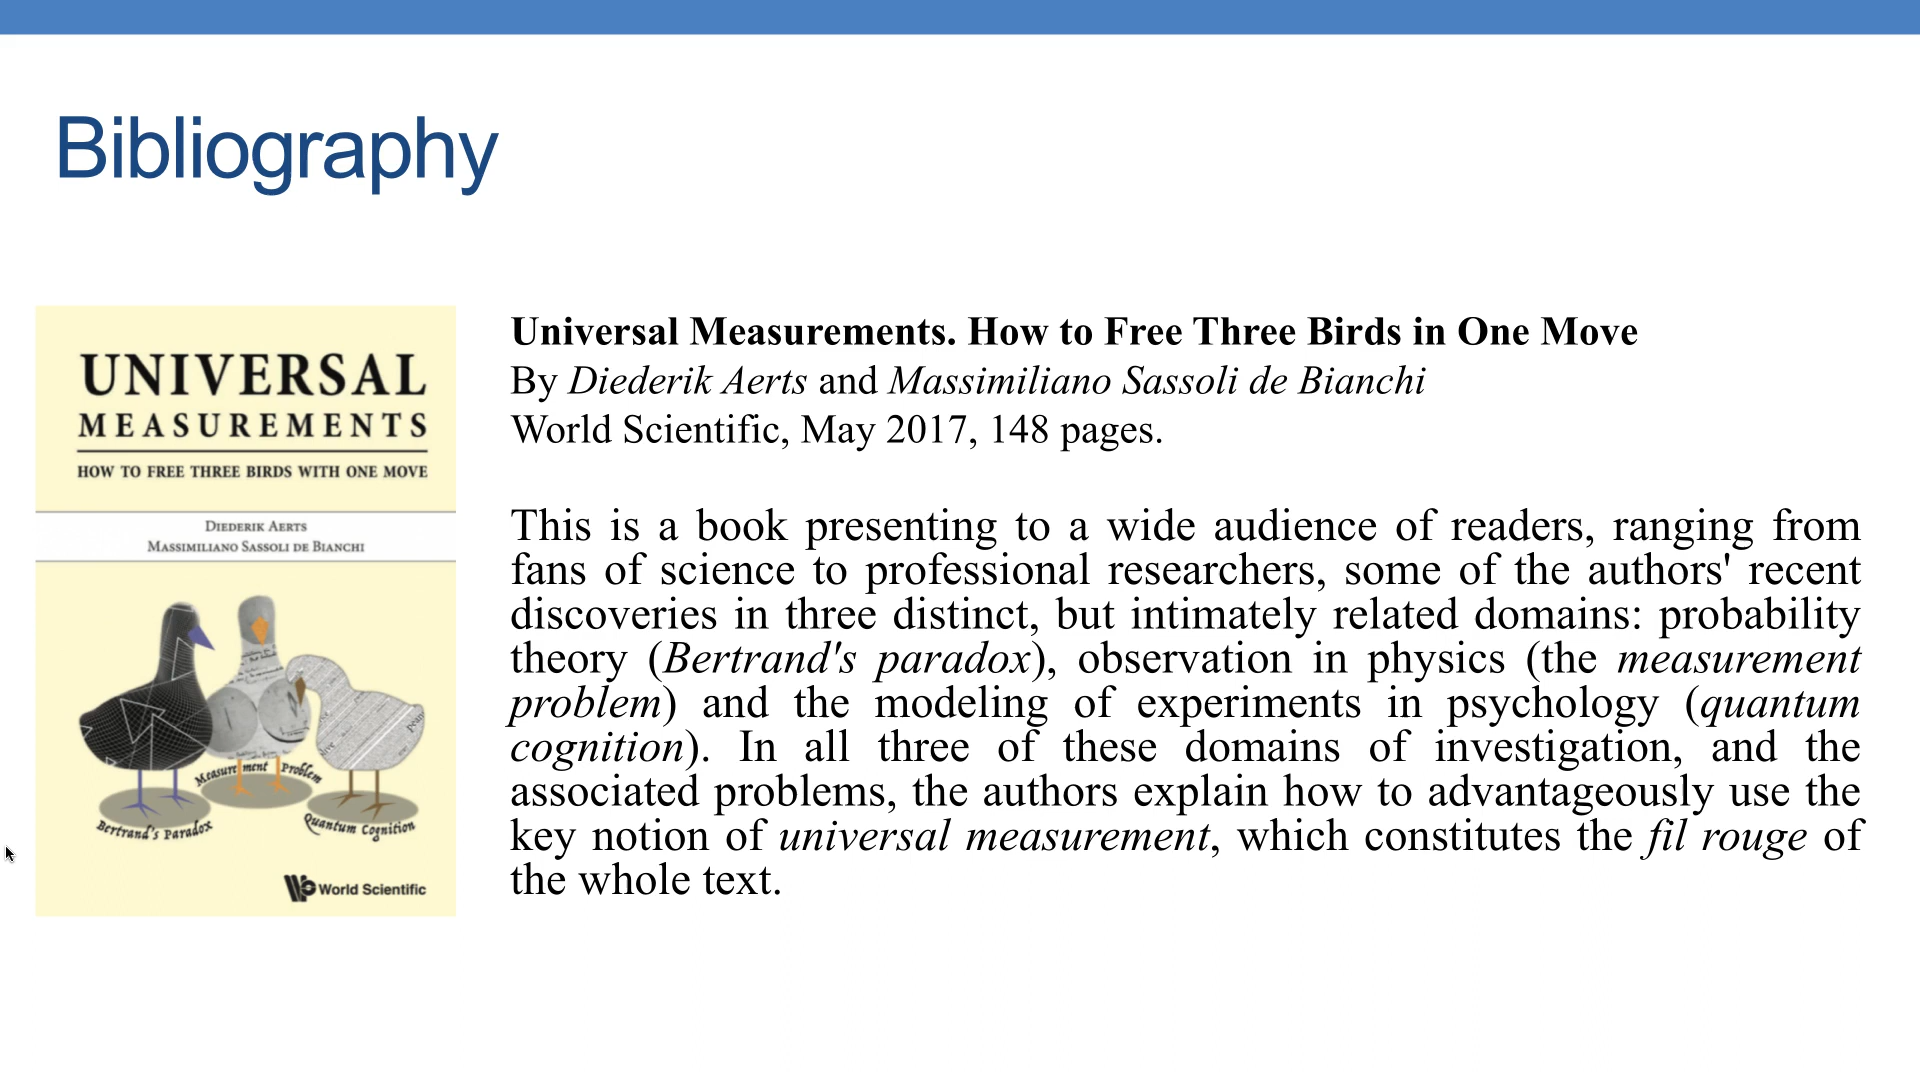 Bibliography
UNIVERSAL
MEASUREMENTS
HOW TO FREE THREE BIRDS WITH ONE MOVE
DIEDERIK AERTS
MASSIMILIANO SASSOLI DE BIANCHI
Measurement Problem
Bertrand's Paradox
Quantum Cognition
World Scientific
Universal Measurements. How to Free Three Birds in One Move
By Diederik Aerts and Massimiliano Sassoli de Bianchi
World Scientific, May 2017, 148 pages.
This is a book presenting to a wide audience of readers, ranging from
fans of science to professional researchers, some of the authors' recent
discoveries in three distinct, but intimately related domains: probability
theory (Bertrand's paradox), observation in physics (the measurement
problem) and the modeling of experiments in psychology (quantum
cognition). In all three of these domains of investigation, and the
associated problems, the authors explain how to advantageously use the
key notion of universal measurement, which constitutes the fil rouge of
the whole text.